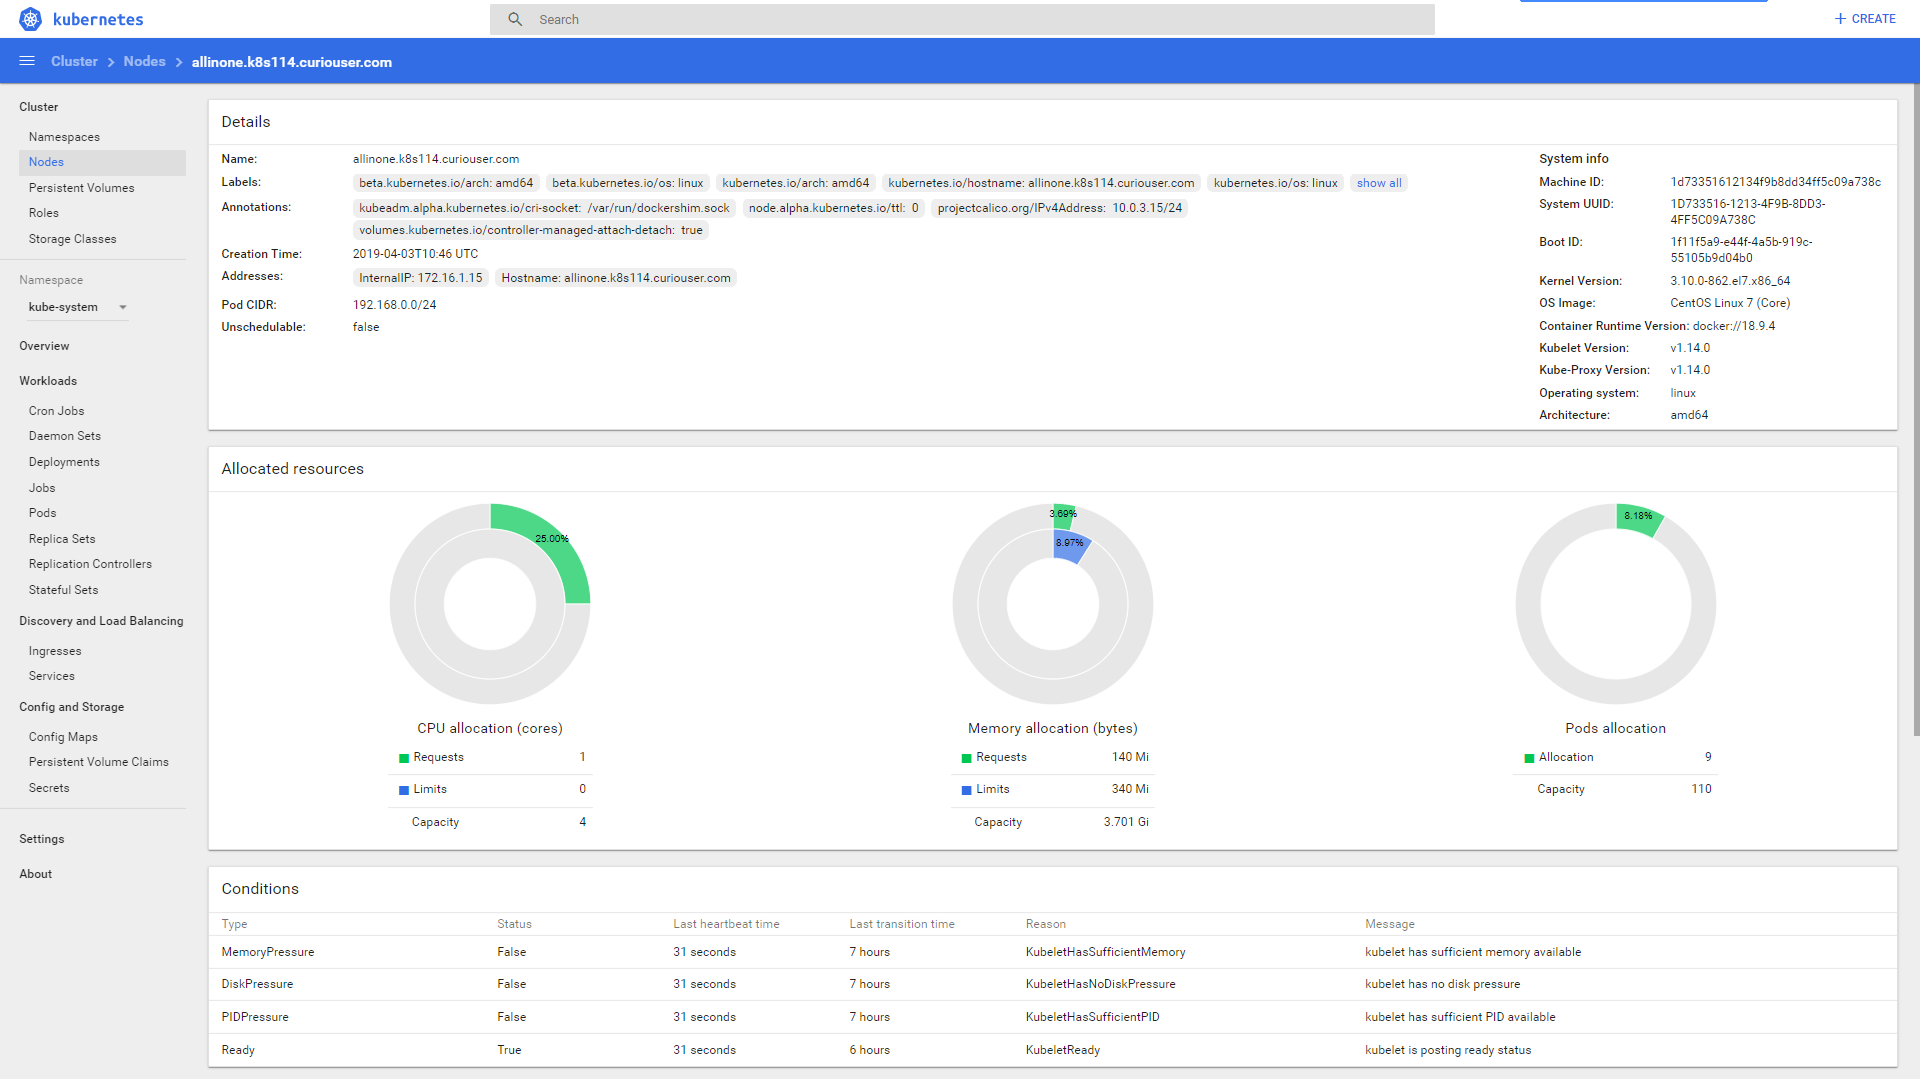 kubernetes
Search
CREATE
Cluster Nodes allinone.k8s114.curiouser.com
Cluster
Namespaces
Nodes
Persistent Volumes
Roles
Storage Classes
Namespace
kube-system
Overview
Workloads
Cron Jobs
Daemon Sets
Deployments
Jobs
Pods
Replica Sets
Replication Controllers
Stateful Sets
Discovery and Load Balancing
Ingresses
Services
Config and Storage
Config Maps
Persistent Volume Claims
Secrets
Settings
About
Details
Name: allinone.k8s114.curiouser.com
Labels: beta.kubernetes.io/arch: amd64 beta.kubernetes.io/os: linux kubernetes.io/arch: amd64 kubernetes.io/hostname: allinone.k8s114.curiouser.com kubernetes.io/os: linux show all
Annotations: kubeadm.alpha.kubernetes.io/cri-socket: /var/run/dockershim.sock node.alpha.kubernetes.io/ttl: 0 projectcalico.org/IPv4Address: 10.0.3.15/24
volumes.kubernetes.io/controller-managed-attach-detach: true
Creation Time: 2019-04-03T10:46 UTC
Addresses: InternalIP: 172.16.1.15 Hostname: allinone.k8s114.curiouser.com
Pod CIDR: 192.168.0.0/24
Unschedulable: false
System info
Machine ID: 1d73351612134f9b8dd34ff5c09a738c
System UUID: 1D733516-1213-4F9B-8DD3-
4FF5C09A738C
Boot ID: 1f11f5a9-e44f-4a5b-919c-
55105b9d04b0
Kernel Version: 3.10.0-862.el7.x86_64
OS Image: CentOS Linux 7 (Core)
Container Runtime Version: docker://18.9.4
Kubelet Version: v1.14.0
Kube-Proxy Version: v1.14.0
Operating system: linux
Architecture: amd64
Allocated resources
25.00%
CPU allocation (cores)
Requests 1
Limits 0
Capacity 4
3.69%
8.97%
Memory allocation (bytes)
Requests 140 Mi
Limits 340 Mi
Capacity 3.701 Gi
8.18%
Pods allocation
Allocation 9
Capacity 110
Conditions
Type Status Last heartbeat time Last transition time Reason Message
MemoryPressure False 31 seconds 7 hours KubeletHasSufficientMemory kubelet has sufficient memory available
DiskPressure False 31 seconds 7 hours KubeletHasNoDiskPressure kubelet has no disk pressure
PIDPressure False 31 seconds 7 hours KubeletHasSufficientPID kubelet has sufficient PID available
Ready True 31 seconds 6 hours KubeletReady kubelet is posting ready status